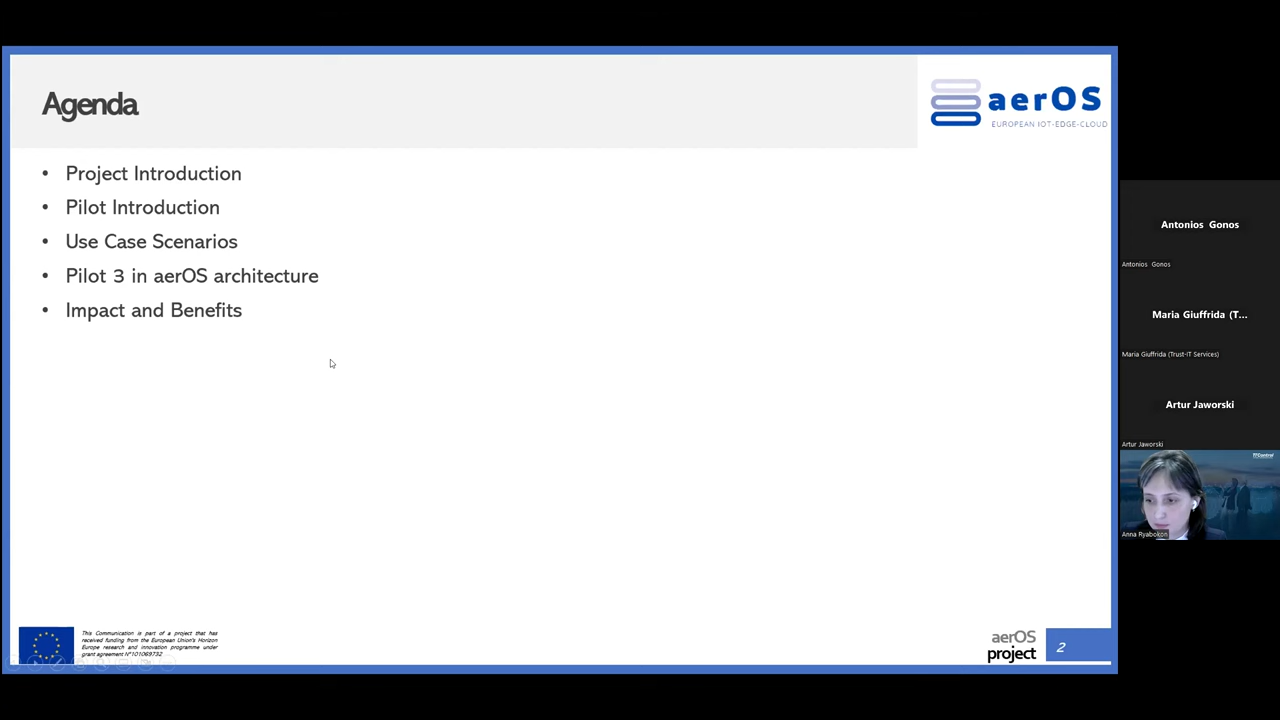 Agenda
aerOS
EUROPEAN IOT-EDGE-CLOUD
• Project Introduction
• Pilot Introduction
• Use Case Scenarios
• Pilot 3 in aerOS architecture
• Impact and Benefits
Antonios Gonos
Antonios Gonos
Maria Giuffrida (T...
Maria Giuffrida (Trust-IT Services)
Artur Jaworski
Artur Jaworski
Anna Ryabokon
This Communication is part of a project that has
received funding from the European Union's Horizon
Europe research and innovation programme under
grant agreement N°101069732
aerOS
project
2